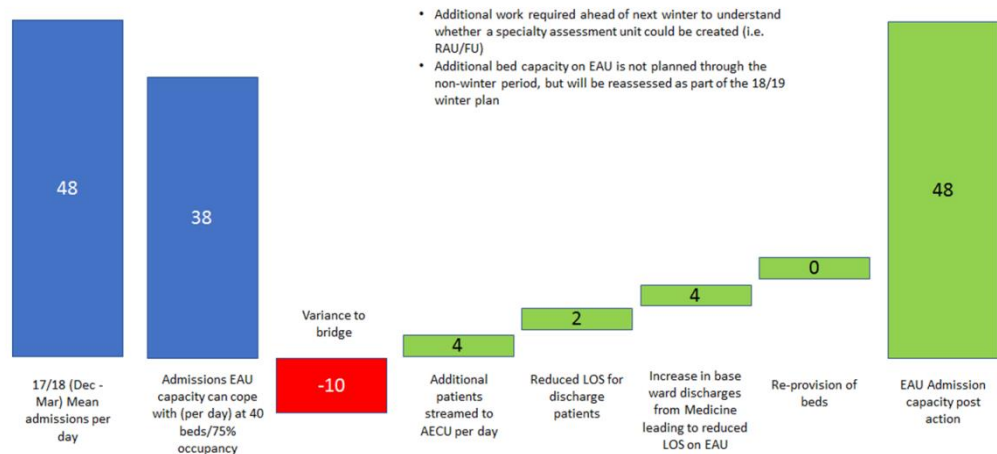 • Additional work required ahead of next winter to understand
whether a specialty assessment unit could be created (i.e.
RAU/FU)
• Additional bed capacity on EAU is not planned through the
non-winter period, but will be reassessed as part of the 18/19
winter plan
48
38
Variance to
bridge
-10
4
2
4
0
48
17/18 (Dec -
Mar) Mean
admissions per
day
Admissions EAU
capacity can cope
with (per day) at 40
beds/75%
occupancy
Additional
patients
streamed to
AECU per day
Reduced LOS for
discharge
patients
Increase in base
ward discharges
from Medicine
leading to reduced
LOS on EAU
Re-provision of
beds
EAU Admission
capacity post
action